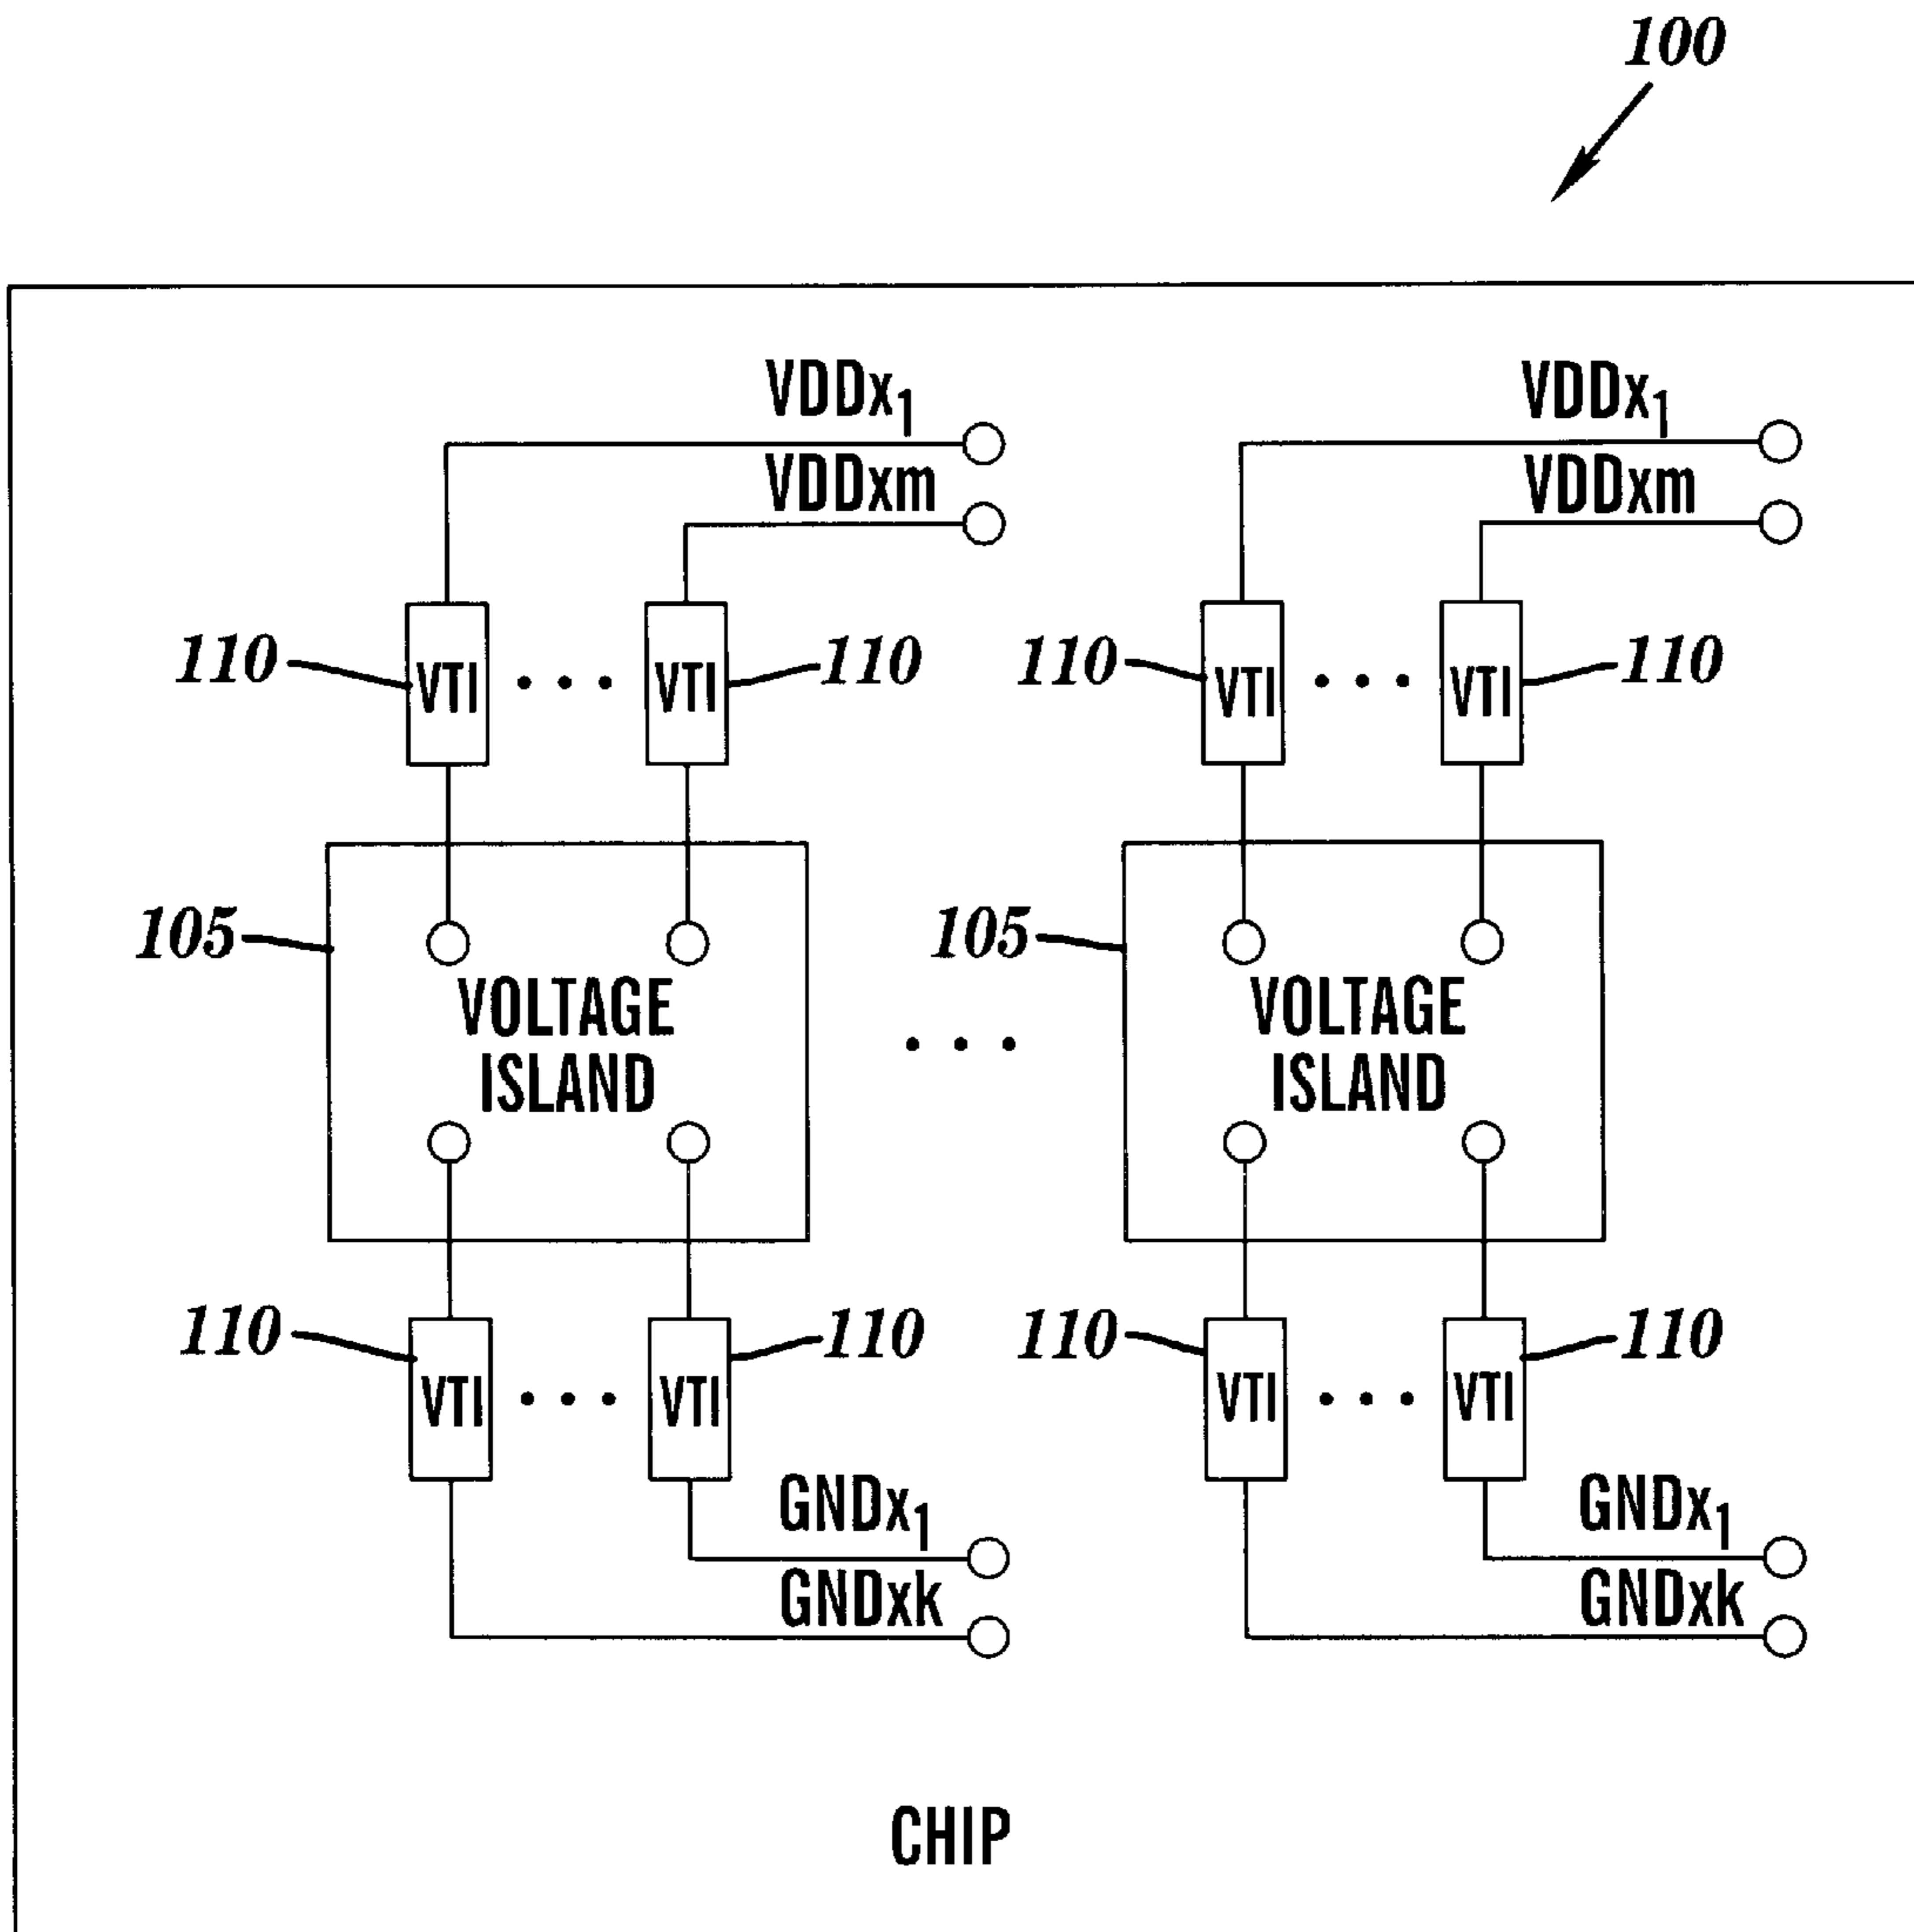 100
VDDx₁ VDDx₁
VDDxm VDDxm
110 VTI ... VTI 110 110 VTI ... VTI 110
105 105
VOLTAGE VOLTAGE
ISLAND ... ISLAND
110 VTI ... VTI 110 110 VTI ... VTI 110
GNDx₁ GNDx₁
GNDxk GNDxk
CHIP